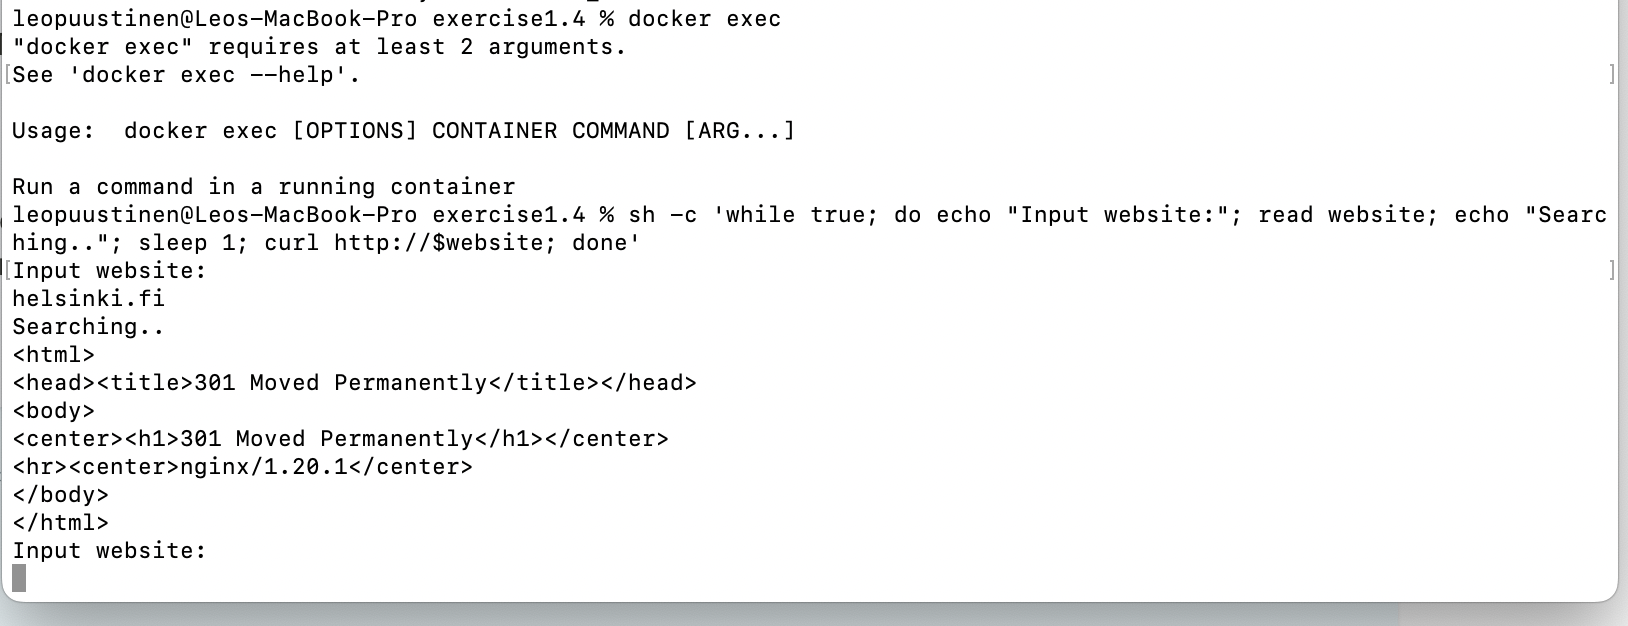 leopuustinen@Leos-MacBook-Pro exercise1.4 % docker exec
"docker exec" requires at least 2 arguments.
[See 'docker exec --help'. ]
Usage:  docker exec [OPTIONS] CONTAINER COMMAND [ARG...]
Run a command in a running container
leopuustinen@Leos-MacBook-Pro exercise1.4 % sh -c 'while true; do echo "Input website:"; read website; echo "Searc
hing.."; sleep 1; curl http://$website; done'
[Input website: ]
helsinki.fi
Searching..
<html>
<head><title>301 Moved Permanently</title></head>
<body>
<center><h1>301 Moved Permanently</h1></center>
<hr><center>nginx/1.20.1</center>
</body>
</html>
Input website: